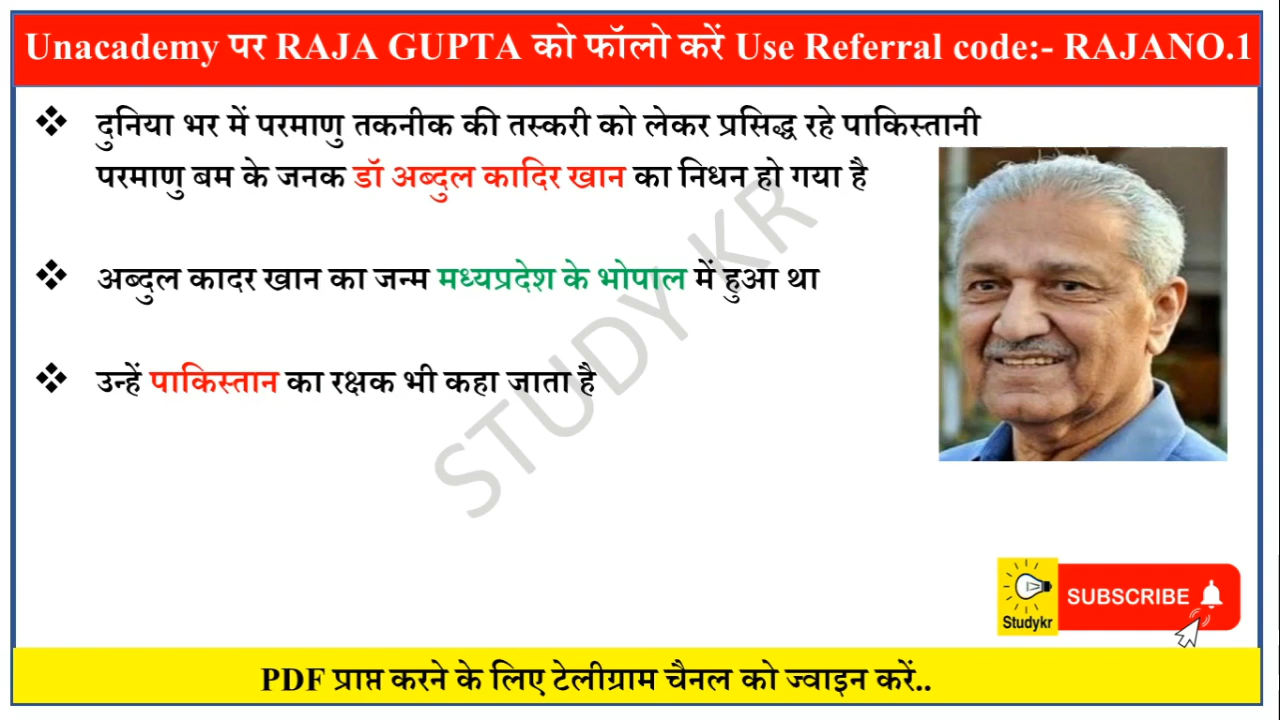 Unacademy पर RAJA GUPTA को फॉलो करें Use Referral code:- RAJANO.1
दुनिया भर में परमाणु तकनीक की तस्करी को लेकर प्रसिद्ध रहे पाकिस्तानी
परमाणु बम के जनक डॉ अब्दुल कादिर खान का निधन हो गया है
अब्दुल कादर खान का जन्म मध्यप्रदेश के भोपाल में हुआ था
उन्हें पाकिस्तान का रक्षक भी कहा जाता है
STUDY KR
SUBSCRIBE
Studykr
PDF प्राप्त करने के लिए टेलीग्राम चैनल को ज्वाइन करें..